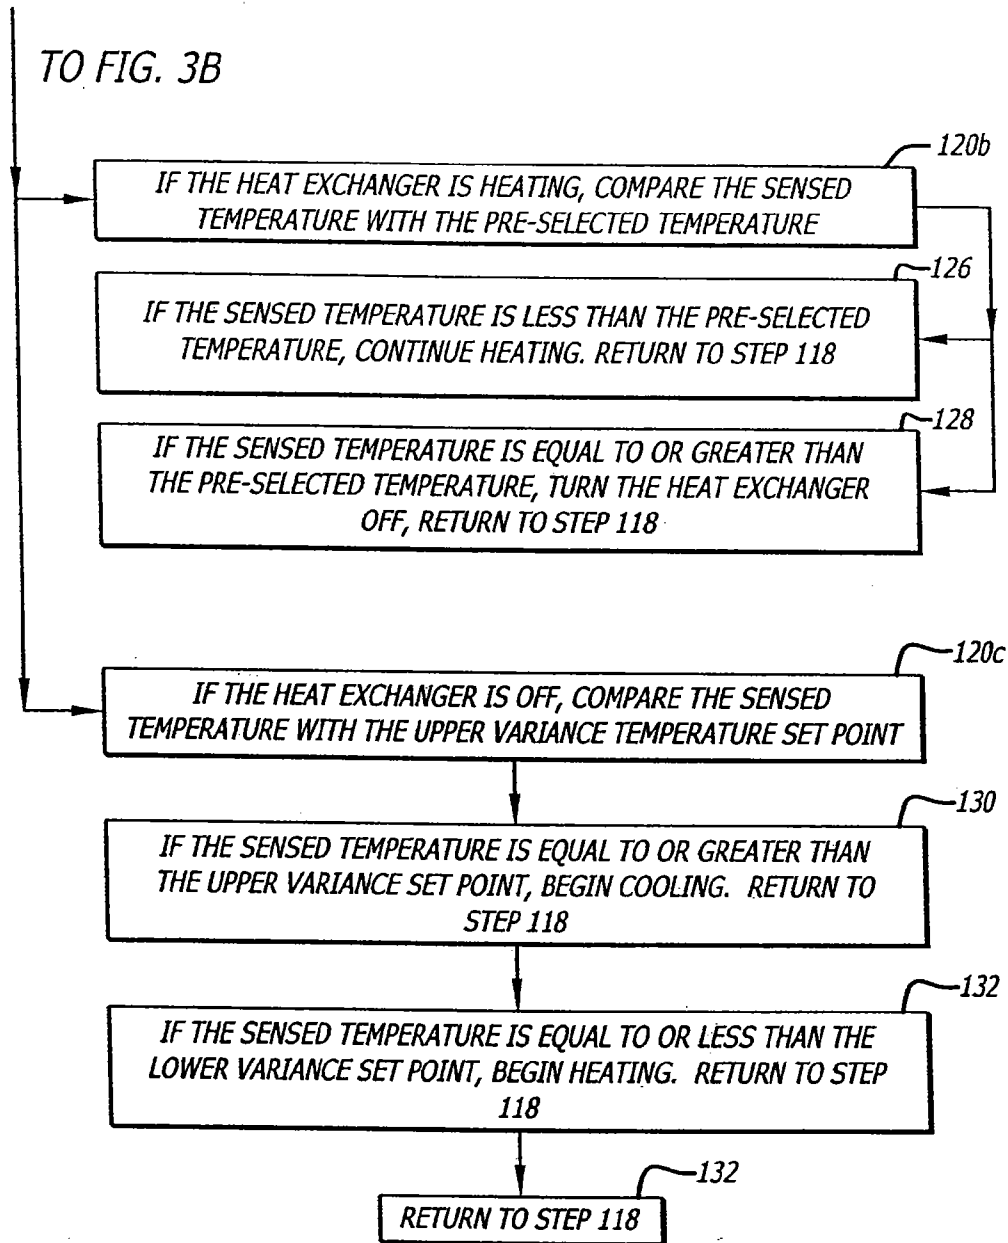 TO FIG. 3B
120b
IF THE HEAT EXCHANGER IS HEATING, COMPARE THE SENSED
TEMPERATURE WITH THE PRE-SELECTED TEMPERATURE
126
IF THE SENSED TEMPERATURE IS LESS THAN THE PRE-SELECTED
TEMPERATURE, CONTINUE HEATING. RETURN TO STEP 118
128
IF THE SENSED TEMPERATURE IS EQUAL TO OR GREATER THAN
THE PRE-SELECTED TEMPERATURE, TURN THE HEAT EXCHANGER
OFF, RETURN TO STEP 118
120c
IF THE HEAT EXCHANGER IS OFF, COMPARE THE SENSED
TEMPERATURE WITH THE UPPER VARIANCE TEMPERATURE SET POINT
130
IF THE SENSED TEMPERATURE IS EQUAL TO OR GREATER THAN
THE UPPER VARIANCE SET POINT, BEGIN COOLING. RETURN TO
STEP 118
132
IF THE SENSED TEMPERATURE IS EQUAL TO OR LESS THAN THE
LOWER VARIANCE SET POINT, BEGIN HEATING. RETURN TO STEP
118
132
RETURN TO STEP 118